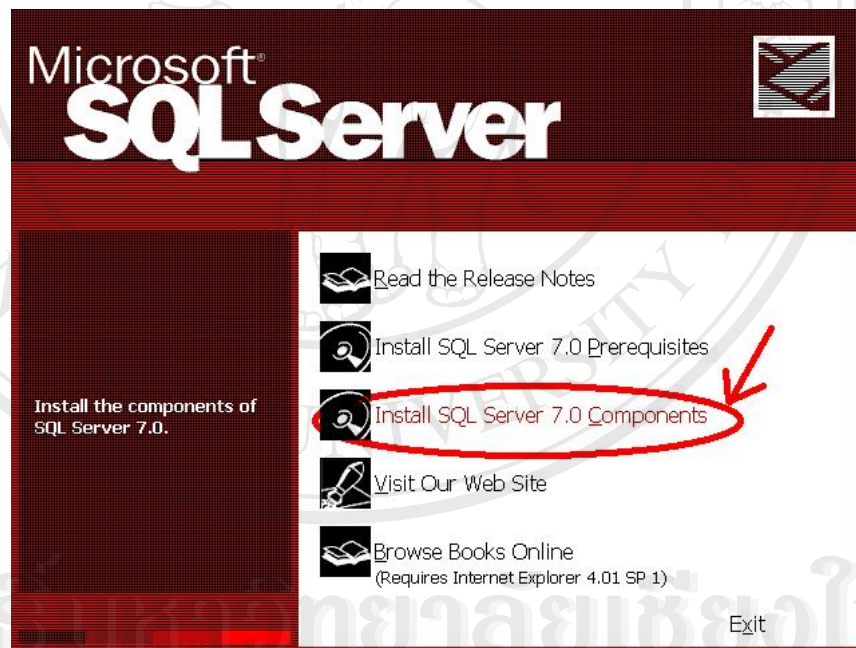 Microsoft®
SQL Server
Read the Release Notes
Install SQL Server 7.0 Prerequisites
Install the components of
SQL Server 7.0.
Install SQL Server 7.0 Components
Visit Our Web Site
Browse Books Online
(Requires Internet Explorer 4.01 SP 1)
Exit
UNIVERSITY